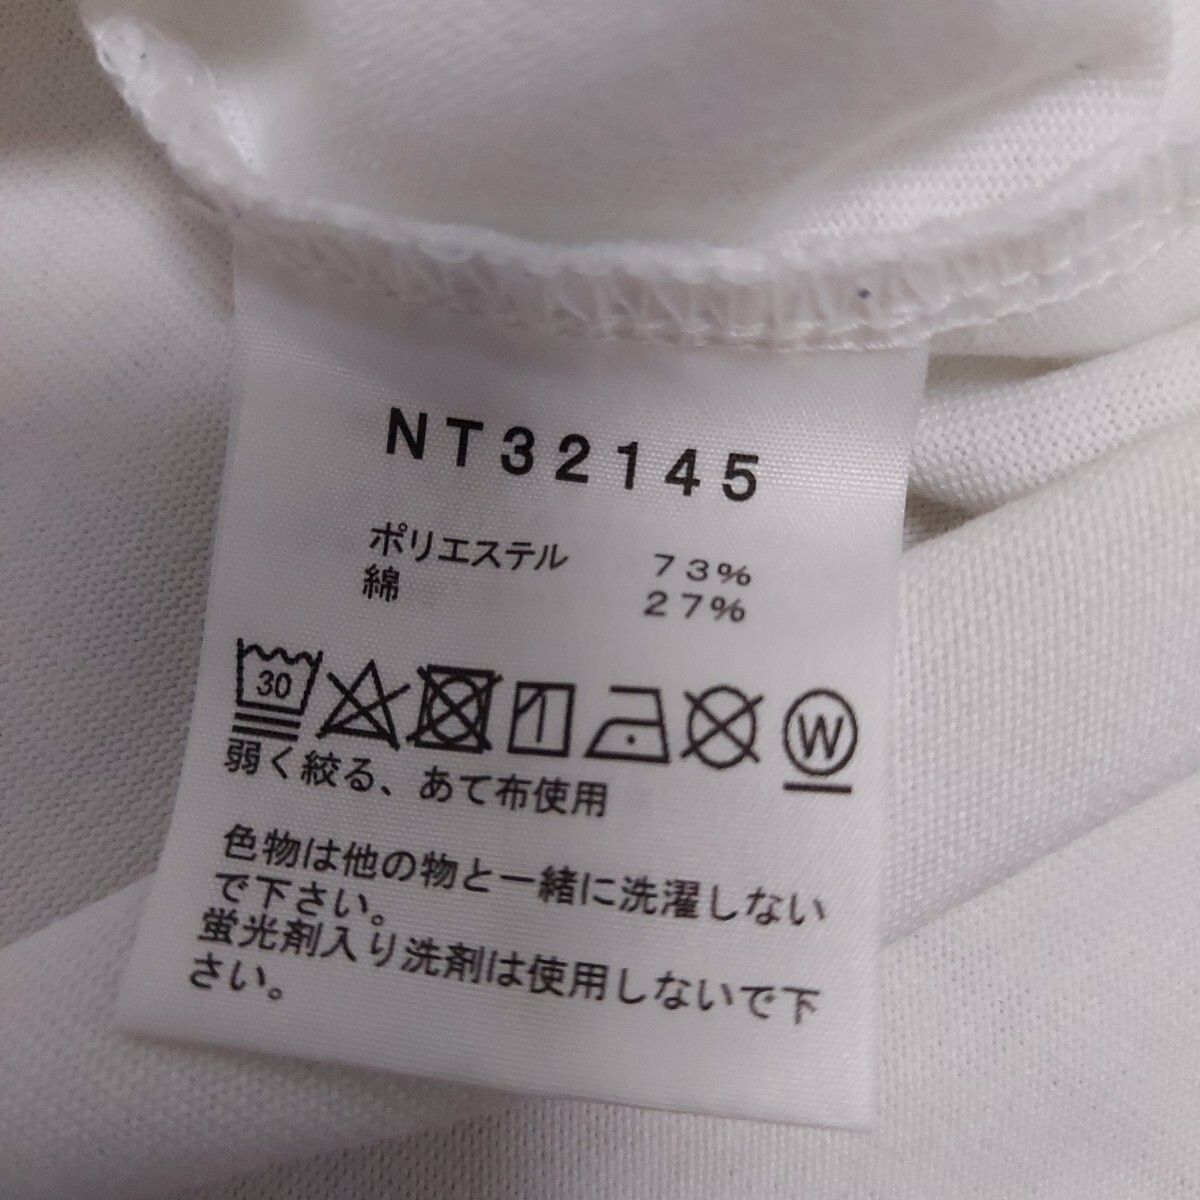 NT32145
ポリエステル 73%
綿 27%
30 W
弱く絞る、あて布使用
色物は他の物と一緒に洗濯しない
で下さい。
蛍光剤入り洗剤は使用しないで下
さい。